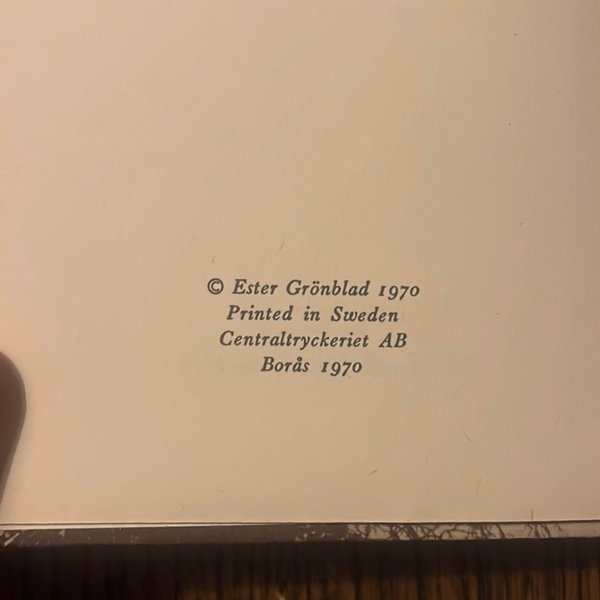 © Ester Grönblad 1970
Printed in Sweden
Centraltryckeriet AB
Borås 1970